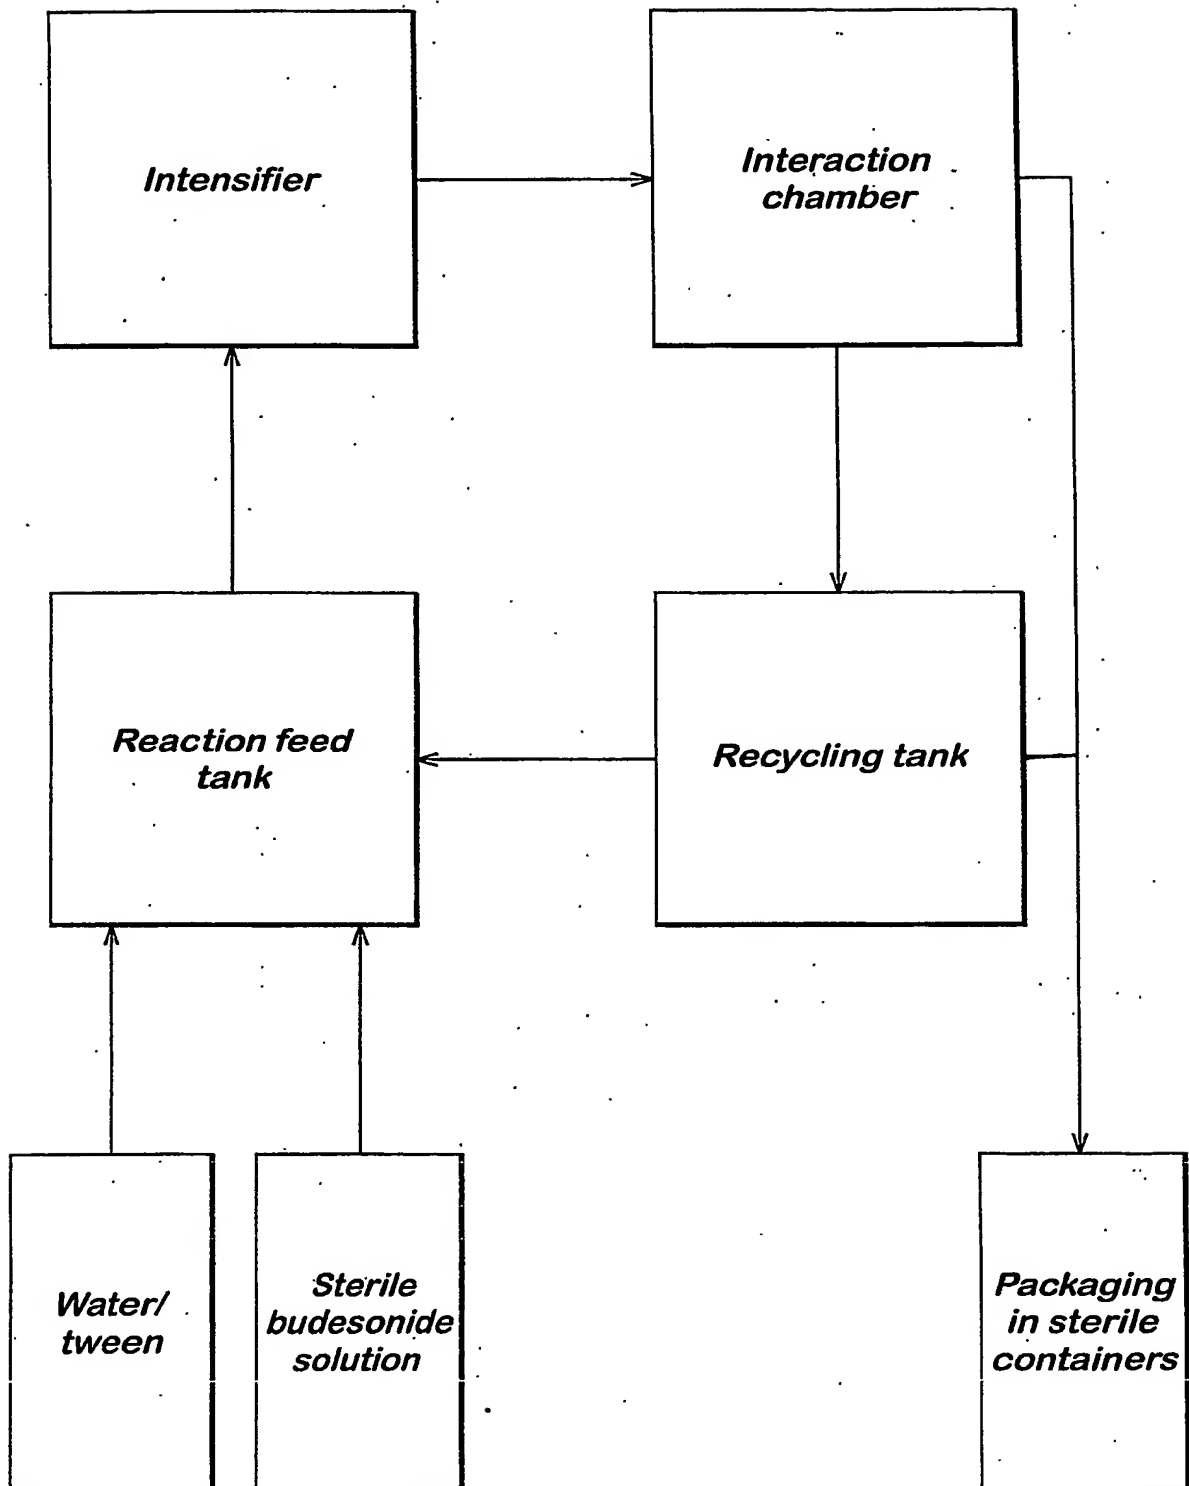 Intensifier
Interaction
chamber
Reaction feed
tank
Recycling tank
Water/
tween
Sterile
budesonide
solution
Packaging
in sterile
containers